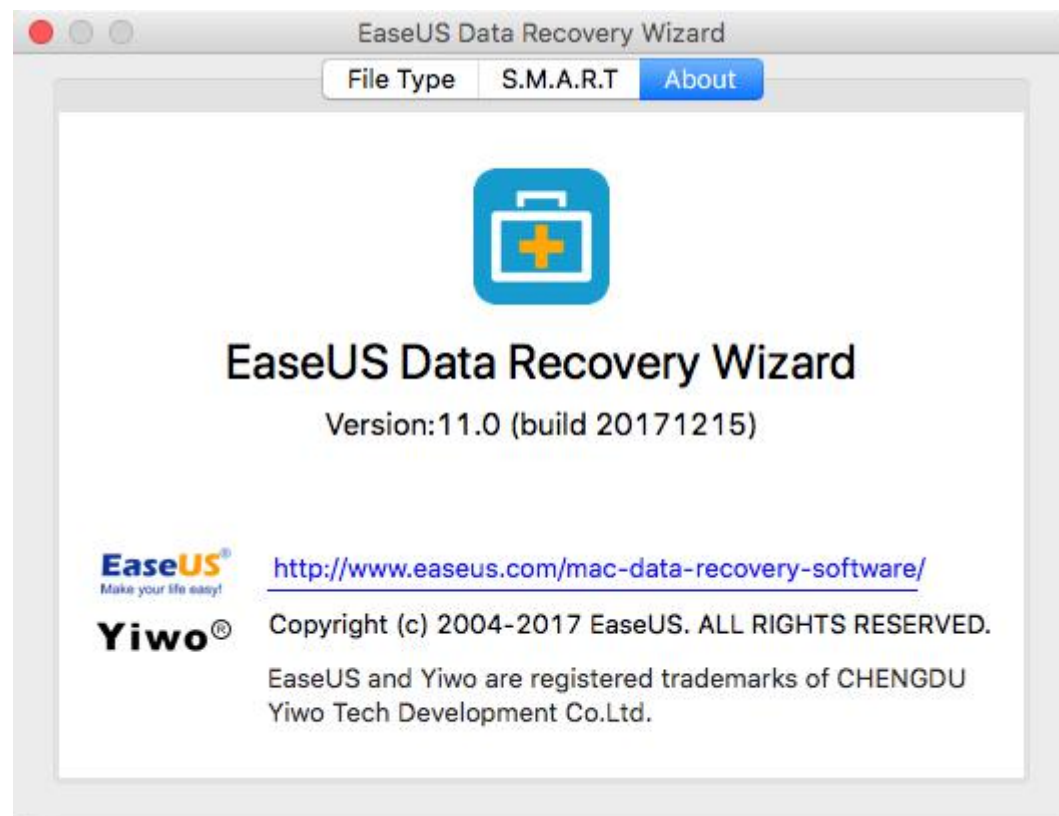 EaseUS Data Recovery Wizard
File Type S.M.A.R.T About
EaseUS Data Recovery Wizard
Version:11.0 (build 20171215)
EaseUS®
Make your life easy!
http://www.easeus.com/mac-data-recovery-software/
Yiwo®
Copyright (c) 2004-2017 EaseUS. ALL RIGHTS RESERVED.
EaseUS and Yiwo are registered trademarks of CHENGDU
Yiwo Tech Development Co.Ltd.